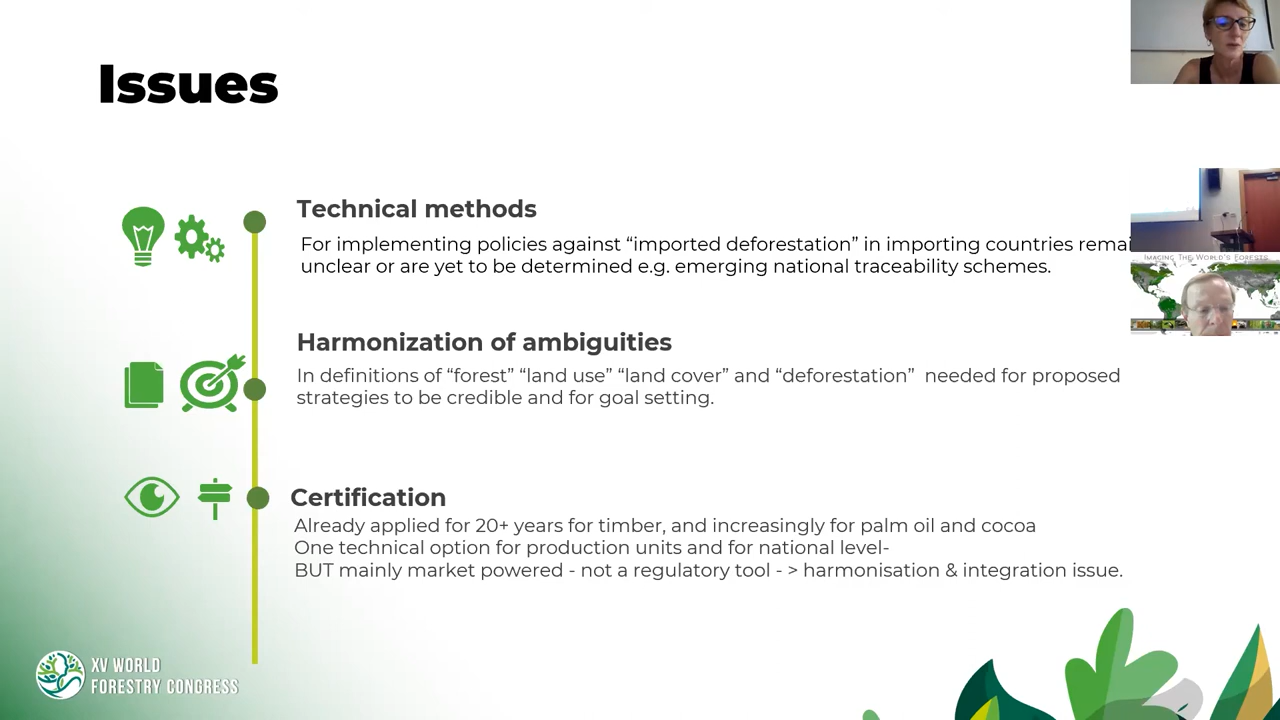 Issues
Technical methods
For implementing policies against “imported deforestation” in importing countries remai
unclear or are yet to be determined e.g. emerging national traceability schemes.
IMAGING THE WORLD'S FORESTS
Harmonization of ambiguities
In definitions of “forest” “land use” “land cover” and “deforestation”  needed for proposed
strategies to be credible and for goal setting.
Certification
Already applied for 20+ years for timber, and increasingly for palm oil and cocoa
One technical option for production units and for national level-
BUT mainly market powered - not a regulatory tool - > harmonisation & integration issue.
XV WORLD
FORESTRY CONGRESS